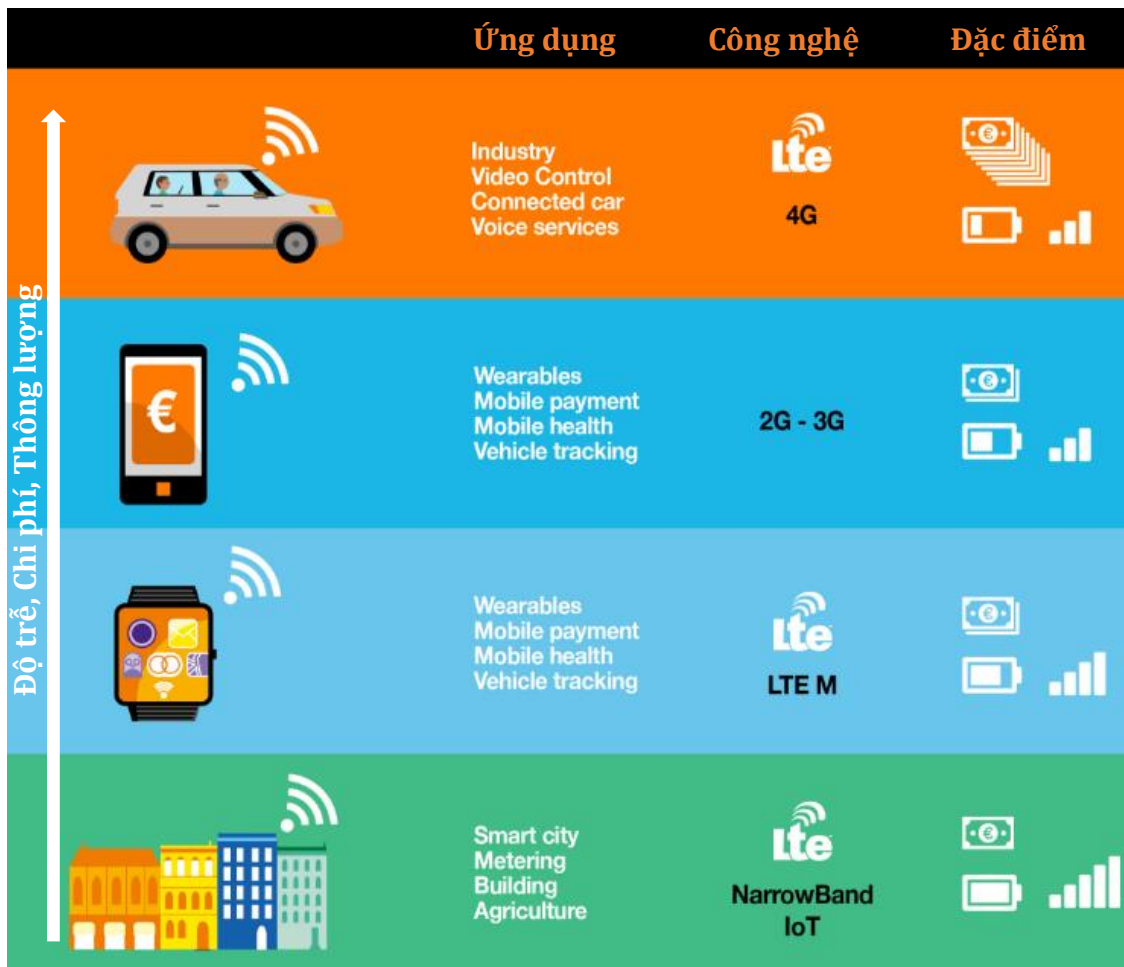 Ứng dụng
Công nghệ
Đặc điểm
Độ trễ, Chi phí, Thông lượng
Industry
Video Control
Connected car
Voice services
Lte
4G
€
€
Wearables
Mobile payment
Mobile health
Vehicle tracking
2G - 3G
€
Wearables
Mobile payment
Mobile health
Vehicle tracking
Lte
LTE M
€
Smart city
Metering
Building
Agriculture
Lte
NarrowBand
IoT
€